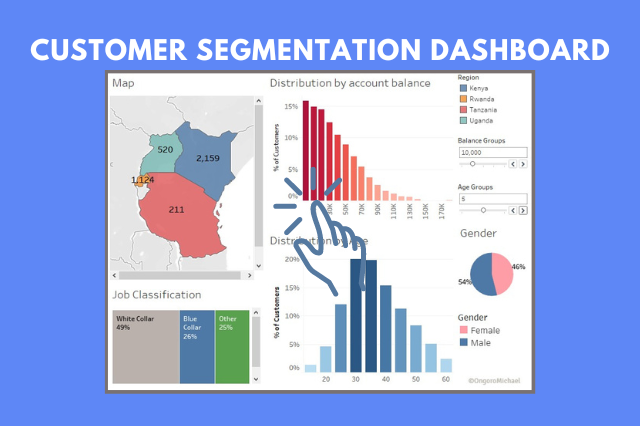 CUSTOMER SEGMENTATION DASHBOARD
Map
520
2,159
1,124
211
Job Classification
White Collar
49%
Blue
Collar
26%
Other
25%
Distribution by account balance
% of Customers
15%
10%
5%
0%
30K
50K
70K
90K
110K
130K
150K
170K
Distribution by Age
% of Customers
20%
15%
10%
5%
0%
20
30
40
50
60
Region
Kenya
Rwanda
Tanzania
Uganda
Balance Groups
10,000
Age Groups
5
Gender
46%
54%
Gender
Female
Male
©OngoroMichael